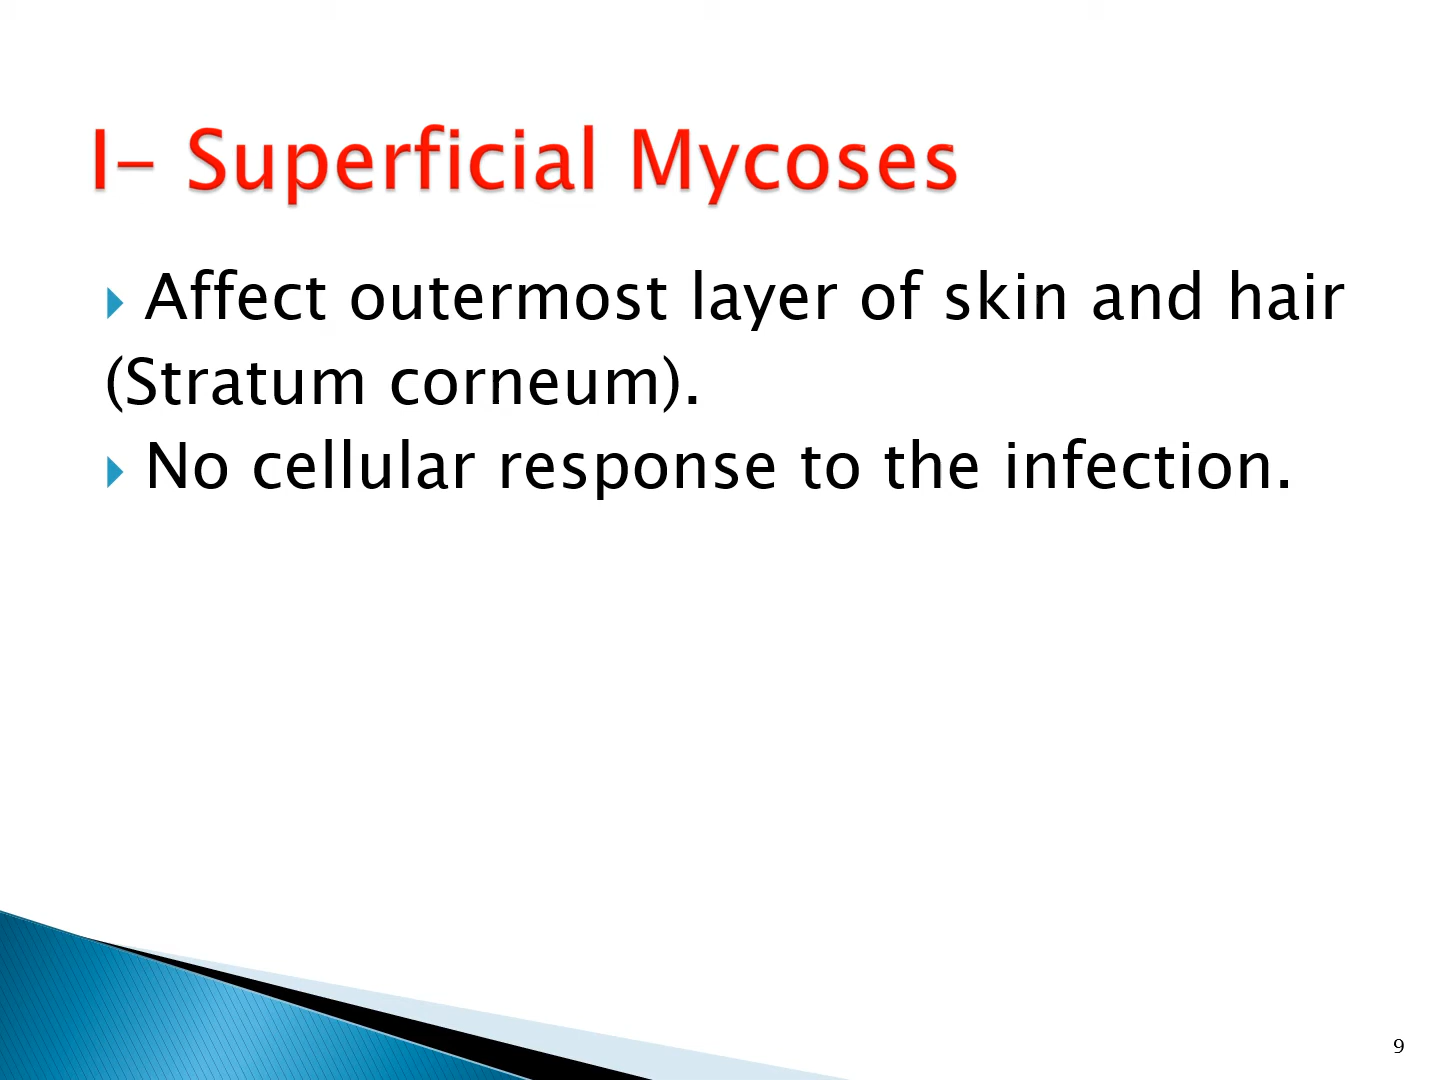 I- Superficial Mycoses
Affect outermost layer of skin and hair
(Stratum corneum).
No cellular response to the infection.
9